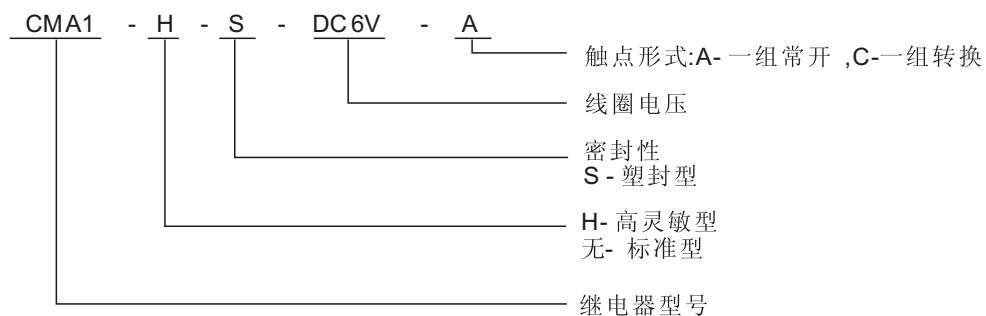 CMA1 - H - S - DC6V - A
触点形式:A- 一组常开 ,C-一组转换
线圈电压
密封性
S - 塑封型
H- 高灵敏型
无- 标准型
继电器型号